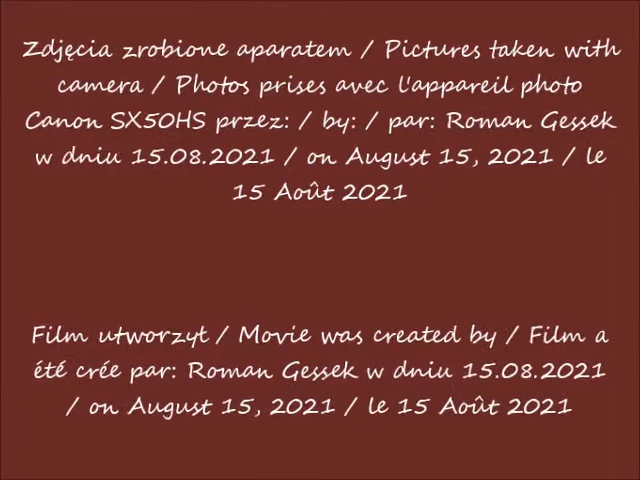 Zdjęcia zrobione aparatem / Pictures taken with
camera / Photos prises avec l'appareil photo
Canon SX50HS przez: / by: / par: Roman Gessek
w dniu 15.08.2021 / on August 15, 2021 / le
15 Août 2021
Film utworzył / Movie was created by / Film a
été crée par: Roman Gessek w dniu 15.08.2021
/ on August 15, 2021 / le 15 Août 2021